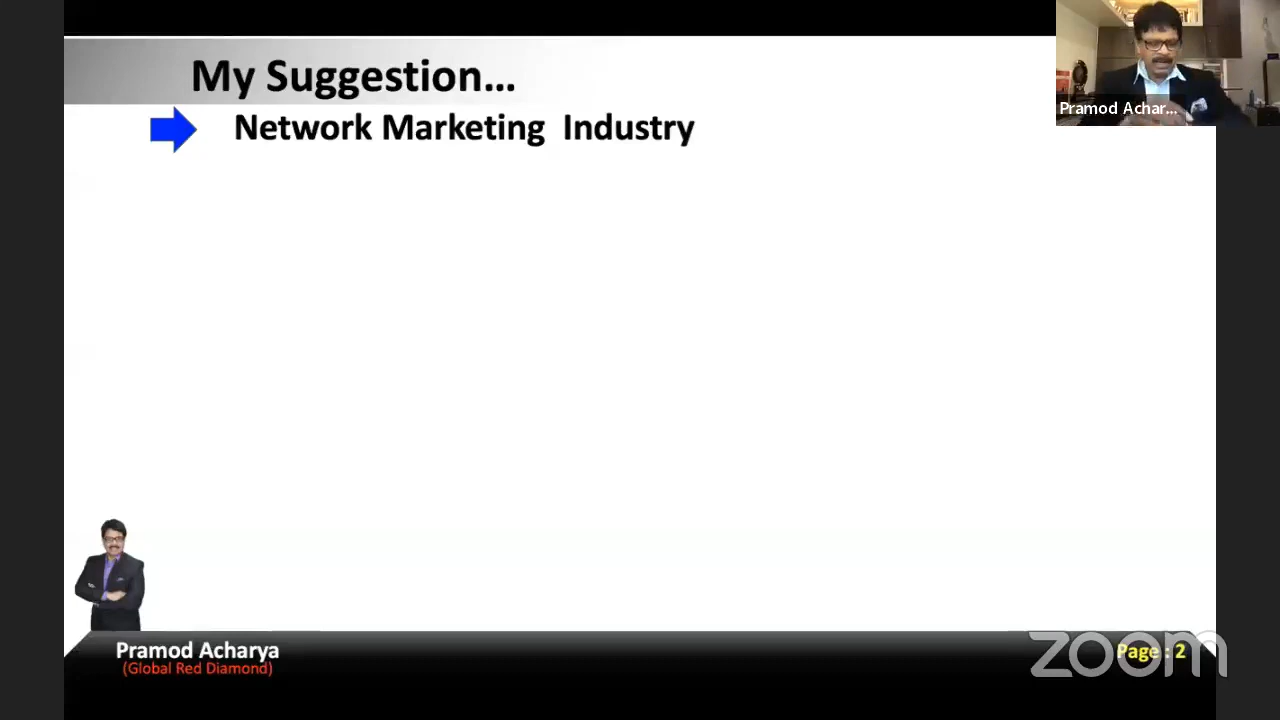 My Suggestion...
Network Marketing Industry
Pramod Achar...
Pramod Acharya
(Global Red Diamond)
Page : 2
zoom